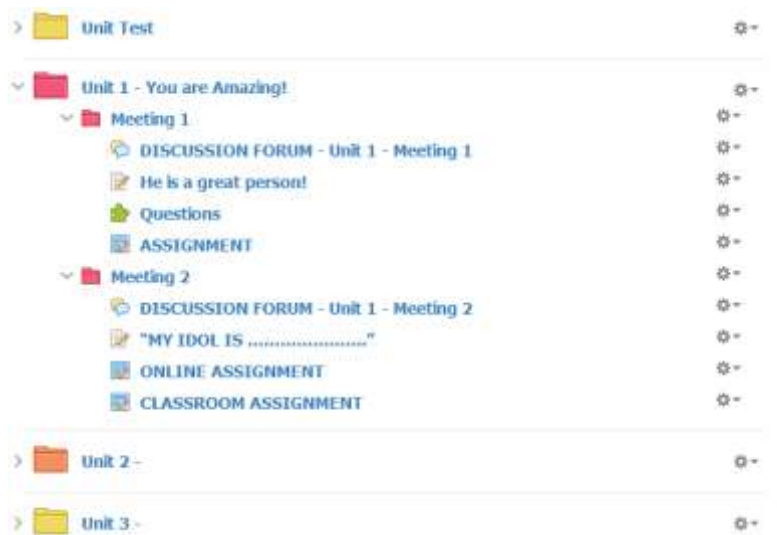 Unit Test
Unit 1 - You are Amazing!
Meeting 1
DISCUSSION FORUM - Unit 1 - Meeting 1
He is a great person!
Questions
ASSIGNMENT
Meeting 2
DISCUSSION FORUM - Unit 1 - Meeting 2
"MY IDOL IS ......................"
ONLINE ASSIGNMENT
CLASSROOM ASSIGNMENT
Unit 2 -
Unit 3 -